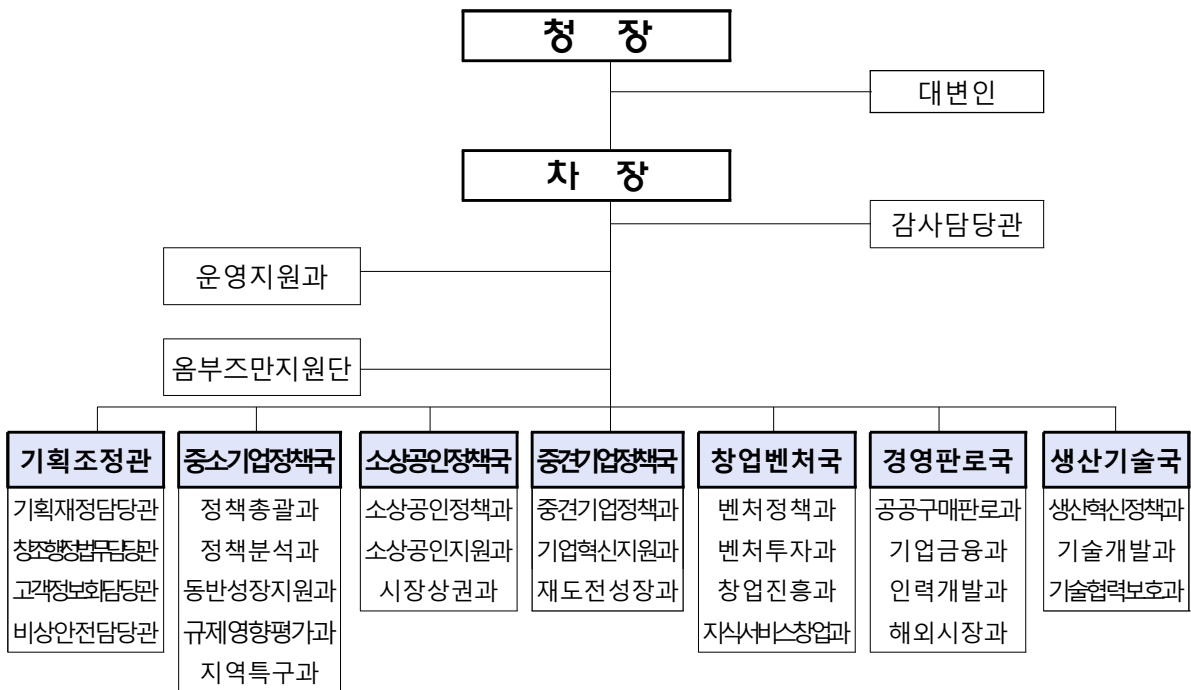 청 장
대변인
차 장
감사담당관
운영지원과
옴부즈만지원단
기획조정관
기획재정담당관
창조행정법무담당관
고객정보화담당관
비상안전담당관
중소기업정책국
정책총괄과
정책분석과
동반성장지원과
규제영향평가과
지역특구과
소상공인정책국
소상공인정책과
소상공인지원과
시장상권과
중견기업정책국
중견기업정책과
기업혁신지원과
재도전성장과
창업벤처국
벤처정책과
벤처투자과
창업진흥과
지식서비스창업과
경영판로국
공공구매판로과
기업금융과
인력개발과
해외시장과
생산기술국
생산혁신정책과
기술개발과
기술협력보호과